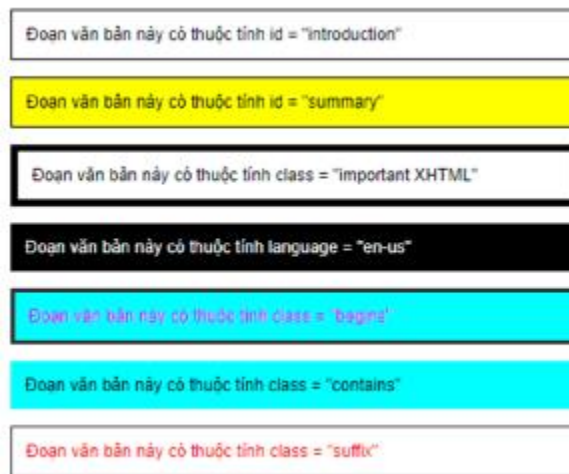 Đoạn văn bản này có thuộc tính id = "introduction"
Đoạn văn bản này có thuộc tính id = "summary"
Đoạn văn bản này có thuộc tính class = "important XHTML"
Đoạn văn bản này có thuộc tính language = "en-us"
Đoạn văn bản này có thuộc tính class = "begins"
Đoạn văn bản này có thuộc tính class = "contains"
Đoạn văn bản này có thuộc tính class = "suffix"